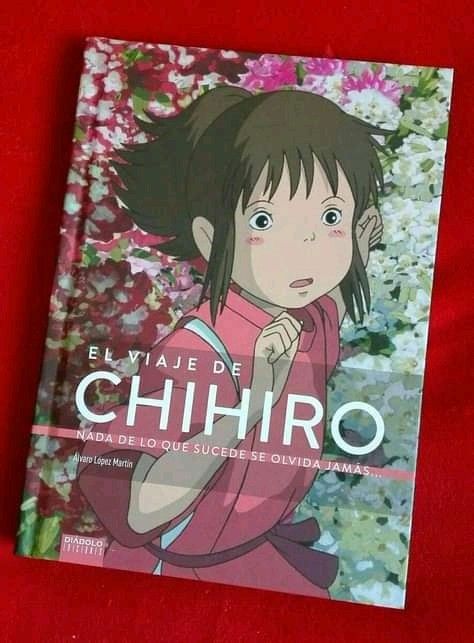 EL VIAJE DE
CHIHIRO
NADA DE LO QUE SUCEDE SE OLVIDA JAMÁS...
Álvaro López Martín
DIÁBOLO
EDICIONES